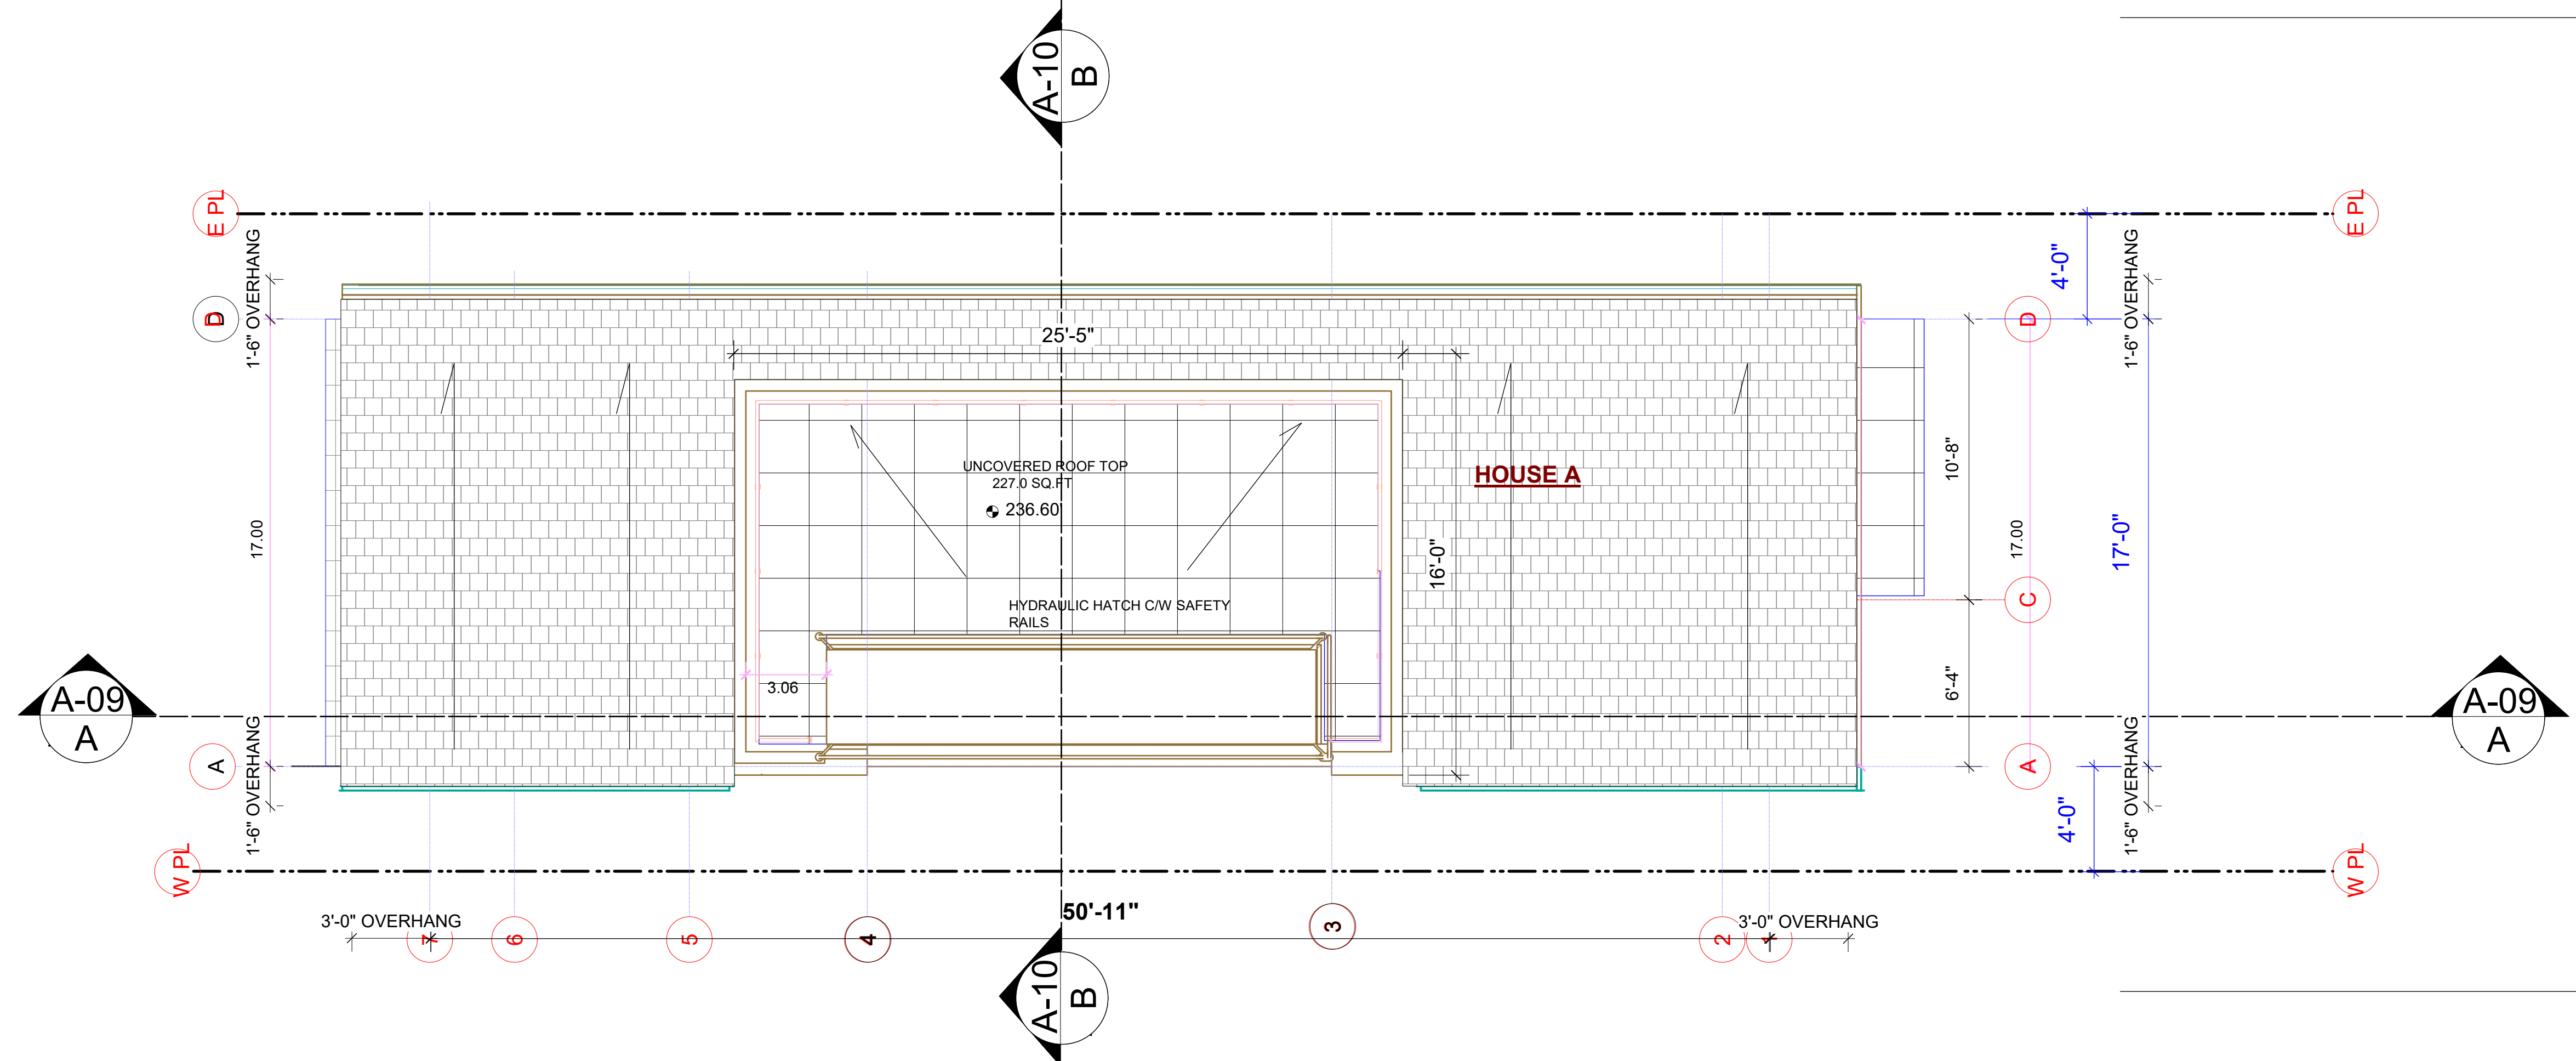 A-10
B
E PL
E PL
1'-6" OVERHANG
4'-0"
1'-6" OVERHANG
D
D
D
25'-5"
UNCOVERED ROOF TOP
227.0 SQ.FT
236.60'
HOUSE A
10'-8"
17.00
16'-0"
17.00
17'-0"
HYDRAULIC HATCH C/W SAFETY
RAILS
C
3.06
6'-4"
A-09
A
A-09
A
A
A
1'-6" OVERHANG
4'-0"
1'-6" OVERHANG
W PL
W PL
3'-0" OVERHANG
50'-11"
3'-0" OVERHANG
7
6
5
4
3
2
1
A-10
B